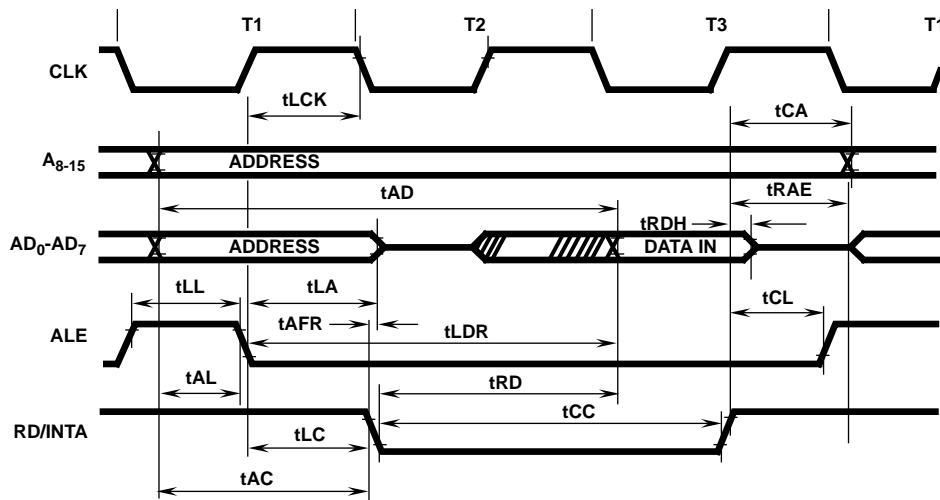 T1 T2 T3 T1
CLK
tLCK
tCA
A8-15
ADDRESS
tAD
tRAE
tRDH
AD0-AD7
ADDRESS
DATA IN
tLL
tLA
tCL
tAFR
tLDR
ALE
tAL
tRD
tCC
RD/INTA
tLC
tAC